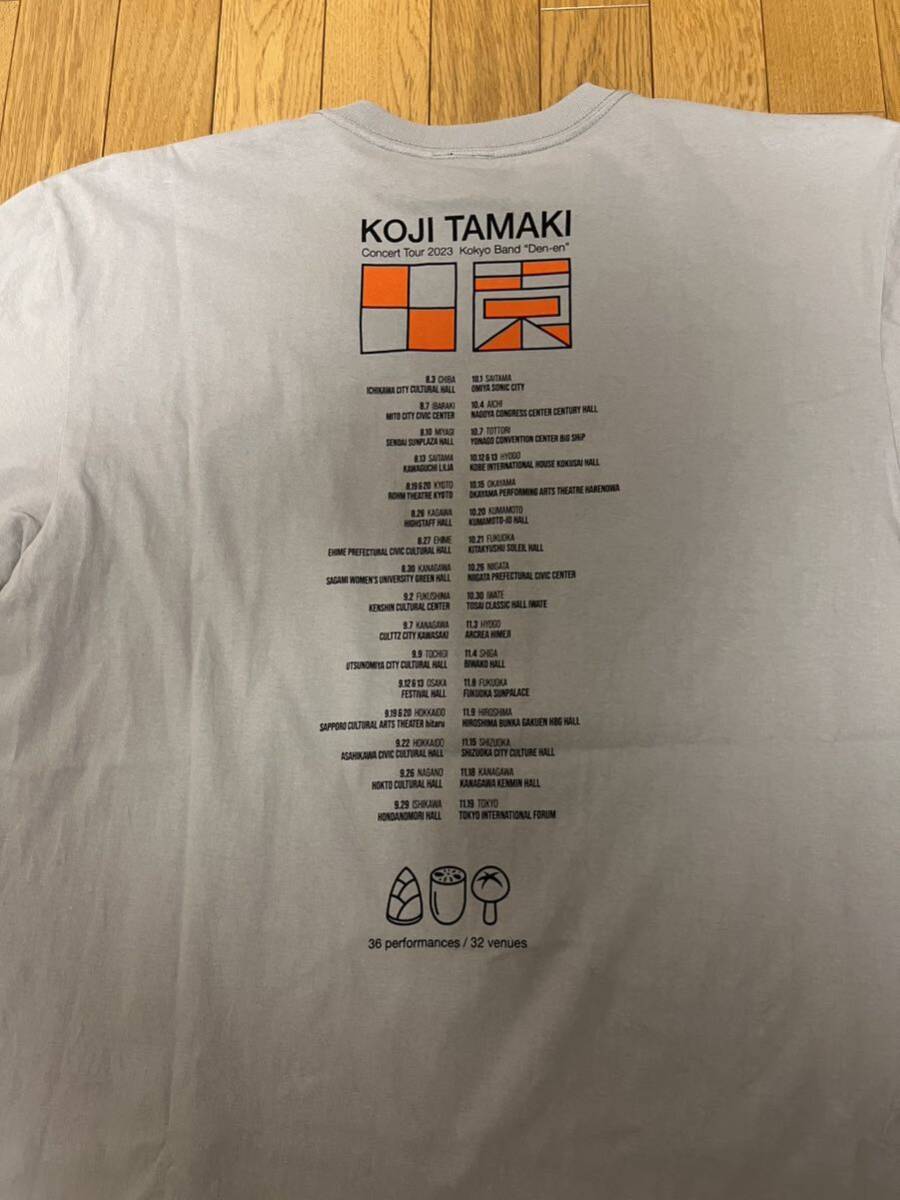 KOJI TAMAKI
Concert Tour 2023 Kokyo Band "Den-en"
田園
8.3 CHIBA
ICHIKAWA CITY CULTURAL HALL
8.7 IBARAKI
MITO CITY CIVIC CENTER
8.10 MIYAGI
SENDAI SUNPLAZA HALL
8.13 SAITAMA
KAWAGUCHI LILIA
8.19&20 KYOTO
ROHM THEATRE KYOTO
8.26 KAGAWA
HIGHSTAFF HALL
8.27 EHIME
EHIME PREFECTURAL CIVIC CULTURAL HALL
8.30 KANAGAWA
SAGAMI WOMEN'S UNIVERSITY GREEN HALL
9.2 FUKUSHIMA
KENSHIN CULTURAL CENTER
9.7 KANAGAWA
CULTTZ CITY KAWASAKI
9.9 TOCHIGI
UTSUNOMIYA CITY CULTURAL HALL
9.12&13 OSAKA
FESTIVAL HALL
9.19&20 HOKKAIDO
SAPPORO CULTURAL ARTS THEATER hitaru
9.22 HOKKAIDO
ASAHIKAWA CIVIC CULTURAL HALL
9.26 NAGANO
HOKTO CULTURAL HALL
9.29 ISHIKAWA
HONDANOMORI HALL
10.1 SAITAMA
OMIYA SONIC CITY
10.4 AICHI
NAGOYA CONGRESS CENTER CENTURY HALL
10.7 TOTTORI
YONAGO CONVENTION CENTER BIG SHiP
10.12&13 HYOGO
KOBE INTERNATIONAL HOUSE KOKUSAI HALL
10.15 OKAYAMA
OKAYAMA PERFORMING ARTS THEATRE HARENOWA
10.20 KUMAMOTO
KUMAMOTO-JO HALL
10.21 FUKUOKA
KITAKYUSHU SOLEIL HALL
10.26 NIIGATA
NIIGATA PREFECTURAL CIVIC CENTER
10.30 IWATE
TOSAI CLASSIC HALL IWATE
11.3 HYOGO
ARCREA HIMEJI
11.4 SHIGA
BIWAKO HALL
11.8 FUKUOKA
FUKUOKA SUNPALACE
11.9 HIROSHIMA
HIROSHIMA BUNKA GAKUEN HBG HALL
11.15 SHIZUOKA
SHIZUOKA CITY CULTURE HALL
11.18 KANAGAWA
KANAGAWA KENMIN HALL
11.19 TOKYO
TOKYO INTERNATIONAL FORUM
36 performances / 32 venues